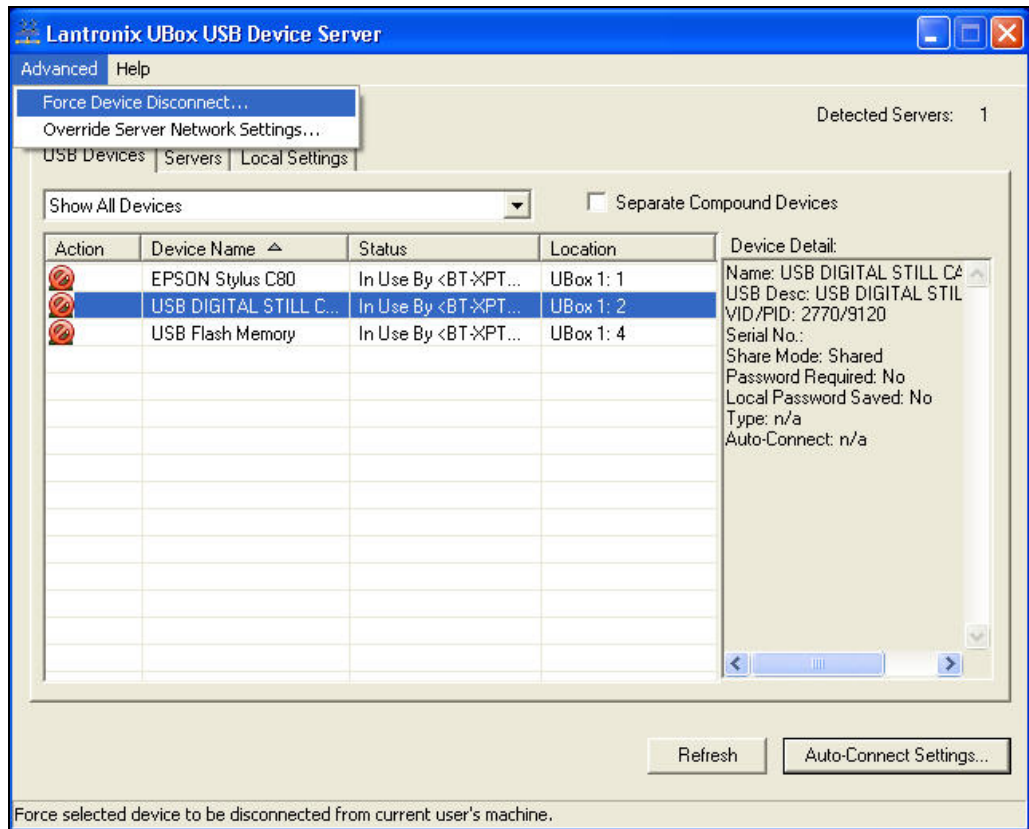 Lantronix UBox USB Device Server
Advanced Help
Force Device Disconnect...
Override Server Network Settings...
Detected Servers: 1
USB Devices Servers Local Settings
Show All Devices
Separate Compound Devices
Action Device Name Status Location
EPSON Stylus C80 In Use By <BT-XPT... UBox 1: 1
USB DIGITAL STILL C... In Use By <BT-XPT... UBox 1: 2
USB Flash Memory In Use By <BT-XPT... UBox 1: 4
Device Detail:
Name: USB DIGITAL STILL CA
USB Desc: USB DIGITAL STIL
VID/PID: 2770/9120
Serial No.:
Share Mode: Shared
Password Required: No
Local Password Saved: No
Type: n/a
Auto-Connect: n/a
Refresh Auto-Connect Settings...
Force selected device to be disconnected from current user's machine.